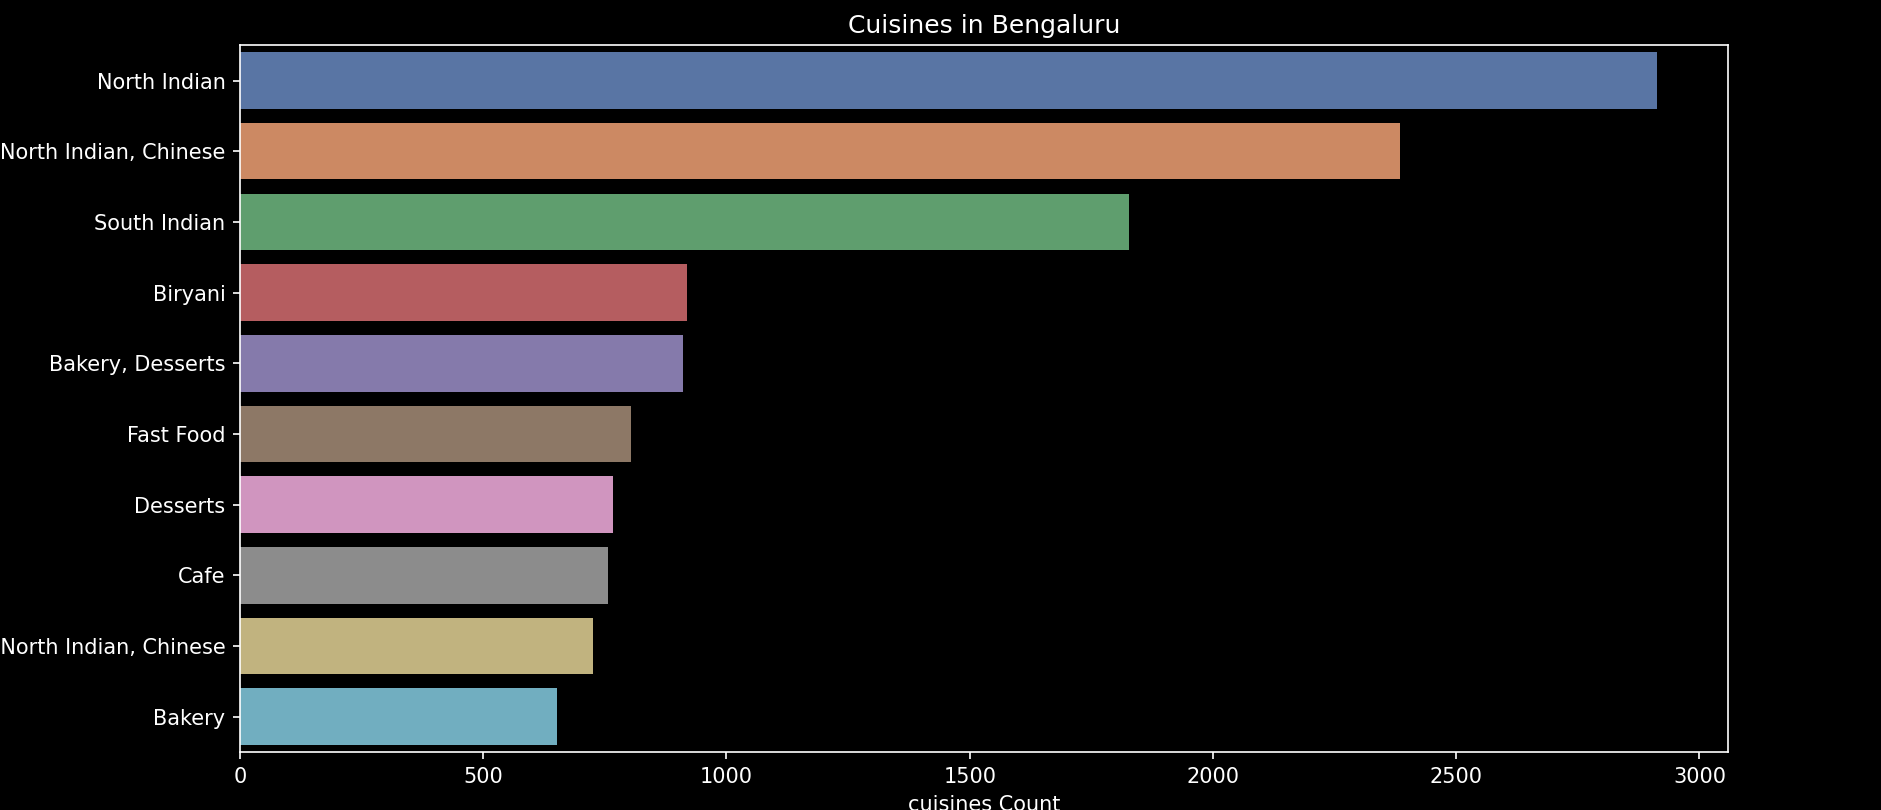 Cuisines in Bengaluru
North Indian
North Indian, Chinese
South Indian
Biryani
Bakery, Desserts
Fast Food
Desserts
Cafe
North Indian, Chinese
Bakery
0 500 1000 1500 2000 2500 3000
cuisines Count